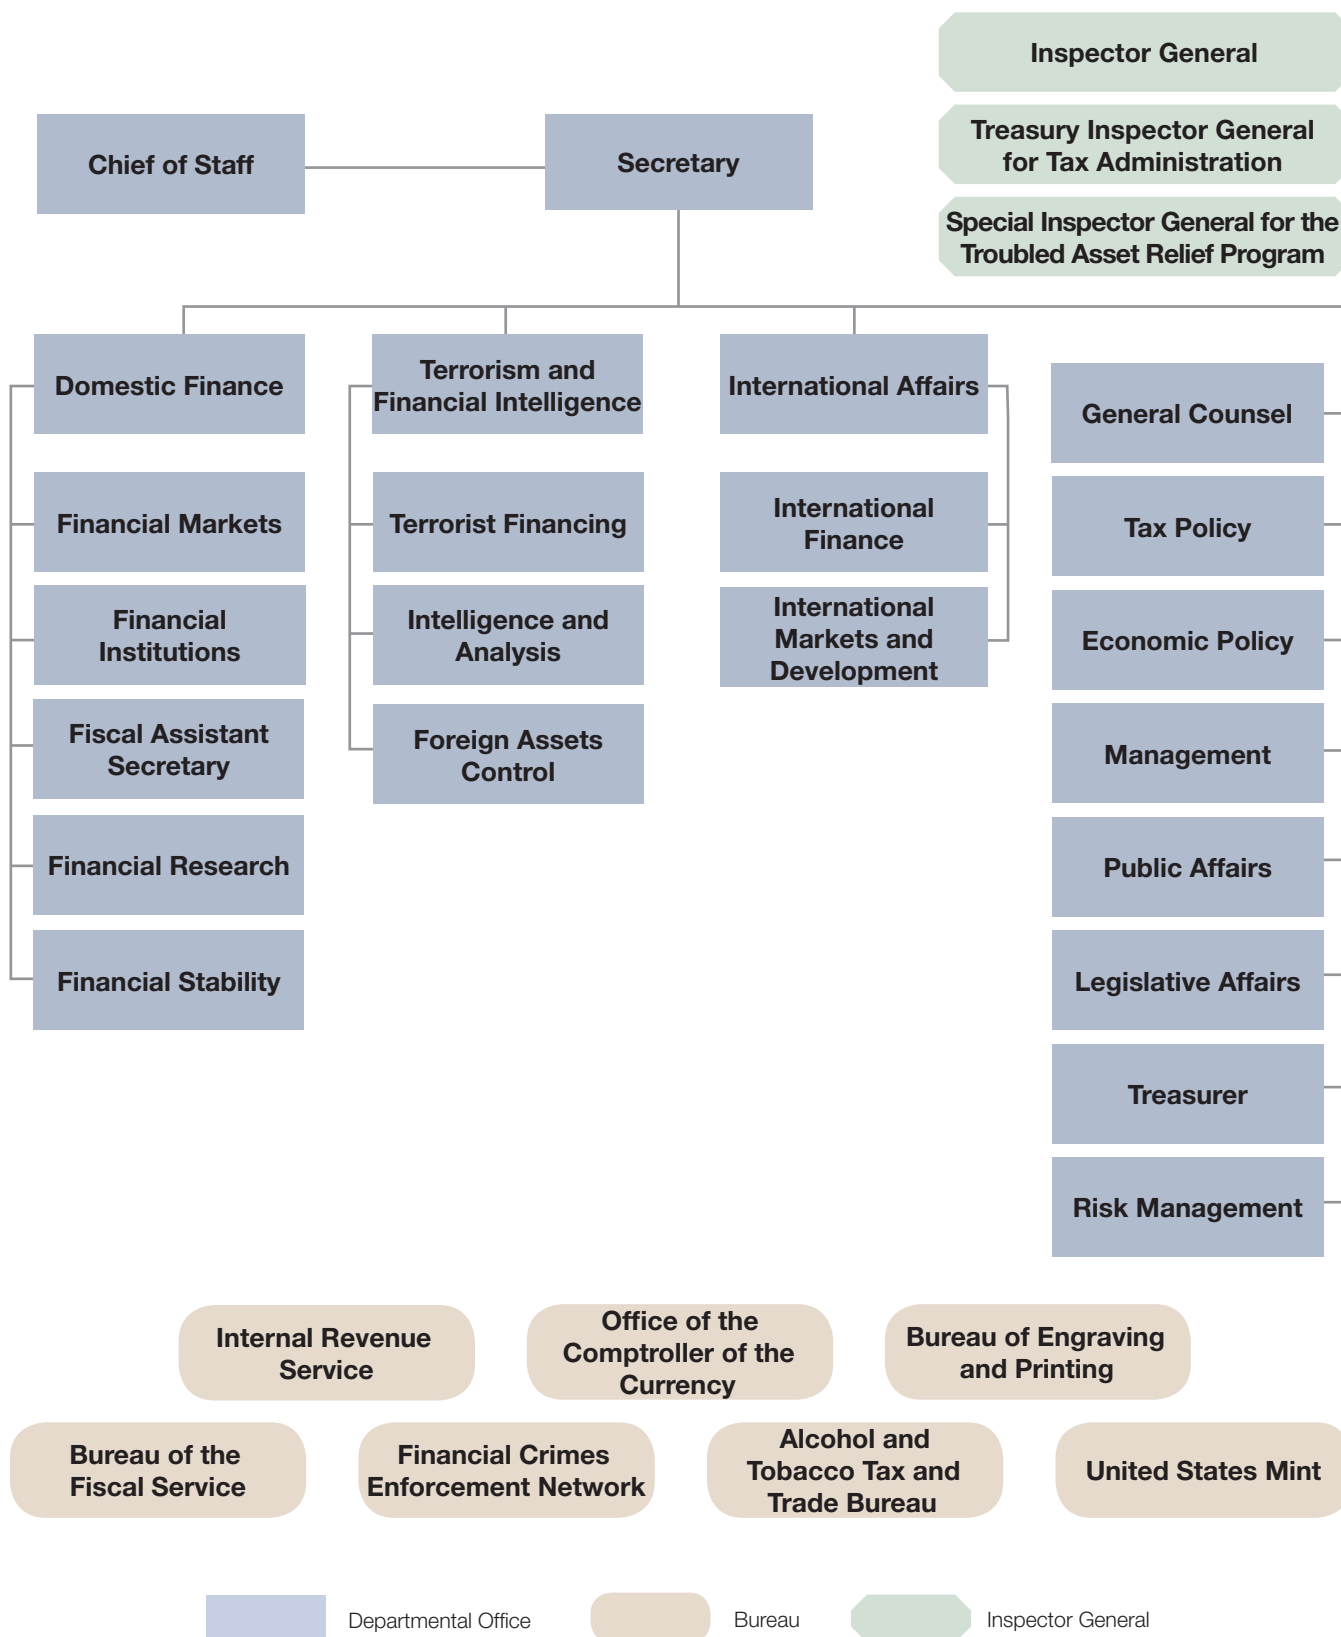 Inspector General
Treasury Inspector General
for Tax Administration
Special Inspector General for the
Troubled Asset Relief Program
Chief of Staff
Secretary
Domestic Finance
Financial Markets
Financial
Institutions
Fiscal Assistant
Secretary
Financial Research
Financial Stability
Terrorism and
Financial Intelligence
Terrorist Financing
Intelligence and
Analysis
Foreign Assets
Control
International Affairs
International
Finance
International
Markets and
Development
General Counsel
Tax Policy
Economic Policy
Management
Public Affairs
Legislative Affairs
Treasurer
Risk Management
Internal Revenue
Service
Office of the
Comptroller of the
Currency
Bureau of Engraving
and Printing
Bureau of the
Fiscal Service
Financial Crimes
Enforcement Network
Alcohol and
Tobacco Tax and
Trade Bureau
United States Mint
Departmental Office
Bureau
Inspector General